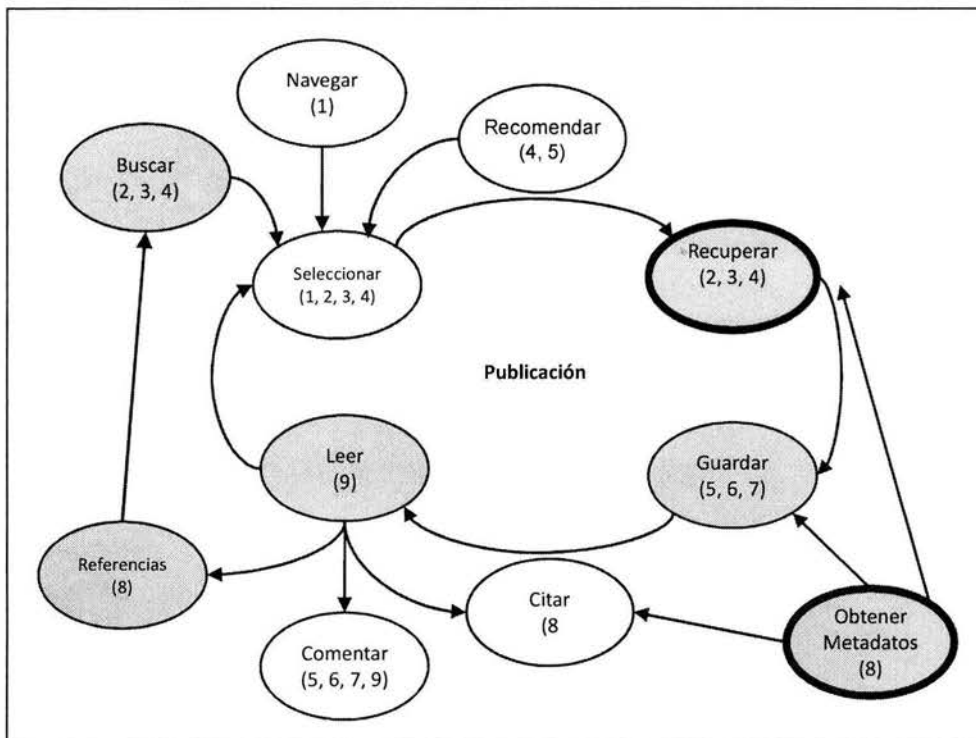 Navegar
(1)
Recomendar
(4, 5)
Buscar
(2, 3, 4)
Seleccionar
(1, 2, 3, 4)
Recuperar
(2, 3, 4)
Publicación
Leer
(9)
Guardar
(5, 6, 7)
Referencias
(8)
Citar
(8
Obtener
Metadatos
(8)
Comentar
(5, 6, 7, 9)